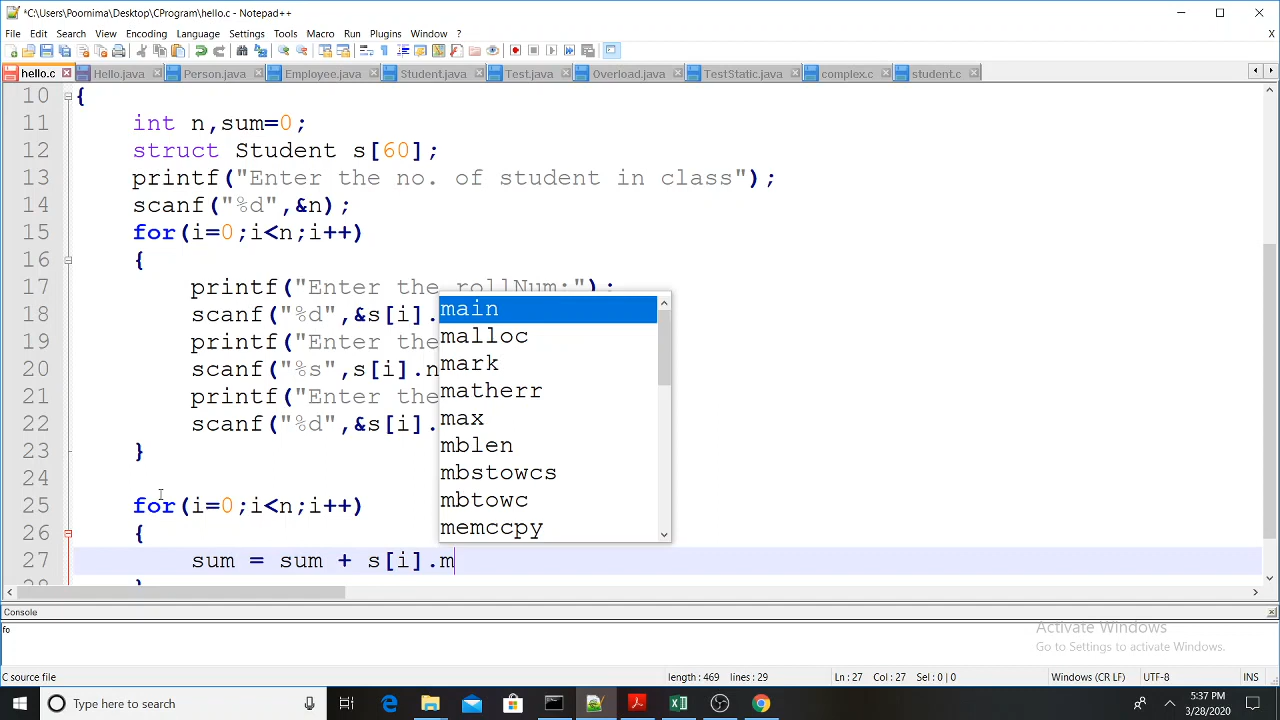 *C:\Users\Poornima\Desktop\CProgram\hello.c - Notepad++
File Edit Search View Encoding Language Settings Tools Macro Run Plugins Window ? X
hello.c Hello.java Person.java Employee.java Student.java Test.java Overload.java TestStatic.java complex.c student.c
10 {
11 int n,sum=0;
12 struct Student s[60];
13 printf("Enter the no. of student in class");
14 scanf("%d",&n);
15 for(i=0;i<n;i++)
16 {
17 printf("Enter the rollNum:");
18 scanf("%d",&s[i].
19 printf("Enter the
20 scanf("%s",s[i].n
21 printf("Enter the
22 scanf("%d",&s[i].
23 }
24
25 for(i=0;i<n;i++)
26 {
27 sum = sum + s[i].m
28 }
main
malloc
mark
matherr
max
mblen
mbstowcs
mbtowc
memccpy
Console
fo
Activate Windows
Go to Settings to activate Windows.
C source file length : 469 lines : 29 Ln : 27 Col : 27 Sel : 0 | 0 Windows (CR LF) UTF-8 INS
Type here to search
5:37 PM
3/28/2020